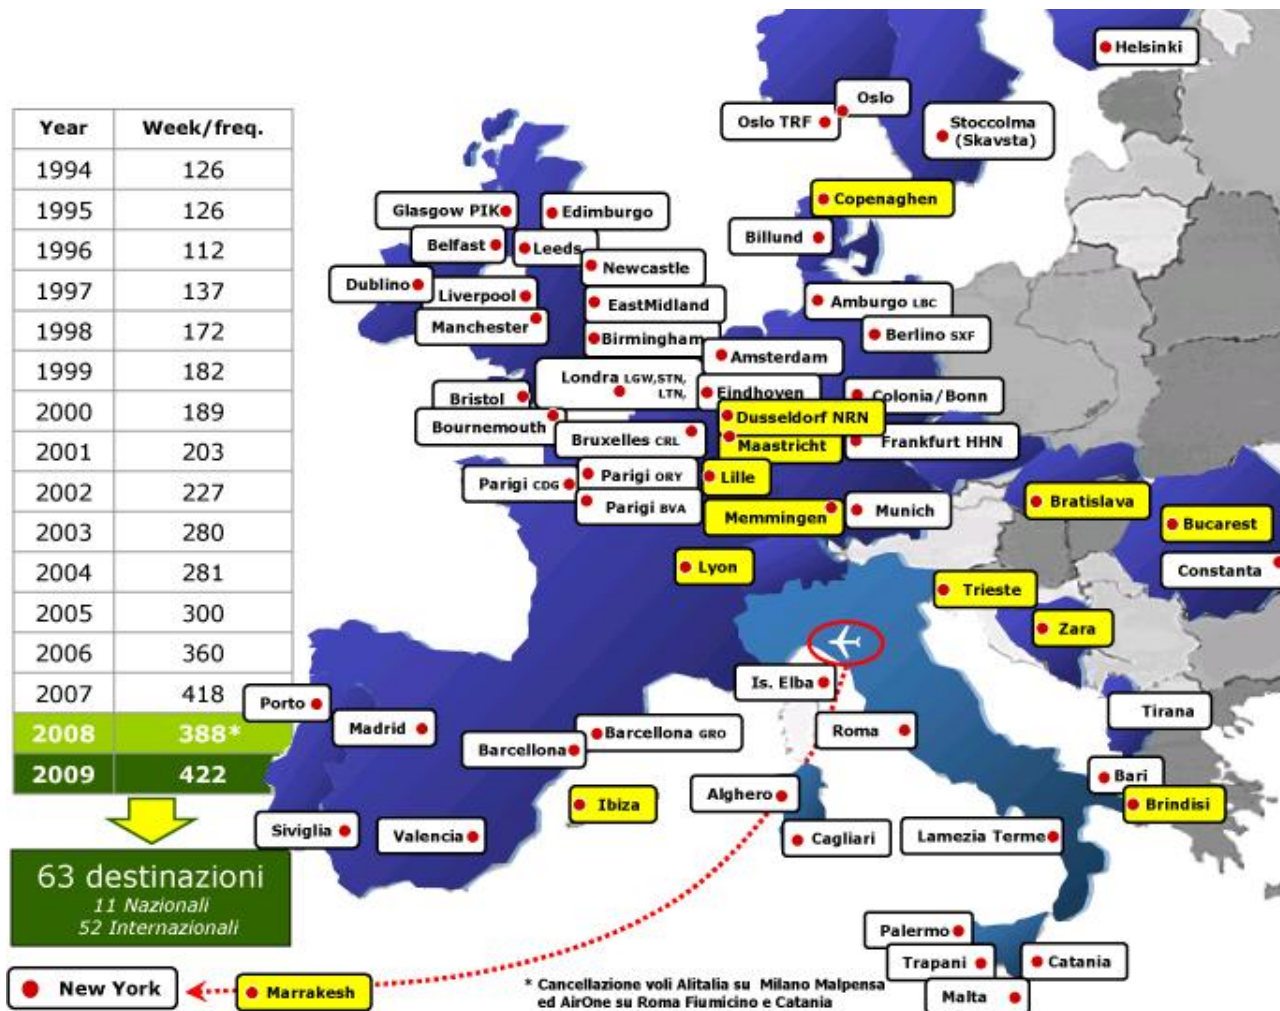 Year Week/freq.
1994 126
1995 126
1996 112
1997 137
1998 172
1999 182
2000 189
2001 203
2002 227
2003 280
2004 281
2005 300
2006 360
2007 418
2008 388*
2009 422
63 destinazioni
11 Nazionali
52 Internazionali
Helsinki
Oslo
Oslo TRF
Stoccolma
(Skavsta)
Copenaghen
Billund
Glasgow PIK
Edimburgo
Belfast
Leeds
Newcastle
Dublino
Liverpool
EastMidland
Manchester
Birmingham
Amburgo LBC
Berlino SXF
Amsterdam
Londra LGW,STN,
LTN,
Eindhoven
Colonia/Bonn
Bristol
Bournemouth
Dusseldorf NRN
Bruxelles CRL
Maastricht
Frankfurt HHN
Parigi CDG
Parigi ORY
Lille
Parigi BVA
Memmingen
Munich
Bratislava
Bucarest
Constanta
Lyon
Trieste
Zara
Is. Elba
Porto
Madrid
Barcellona
Barcellona GRO
Roma
Tirana
Bari
Brindisi
Ibiza
Alghero
Cagliari
Lamezia Terme
Siviglia
Valencia
Palermo
Trapani
Catania
Malta
New York
Marrakesh
* Cancellazione voli Alitalia su Milano Malpensa
ed AirOne su Roma Fiumicino e Catania